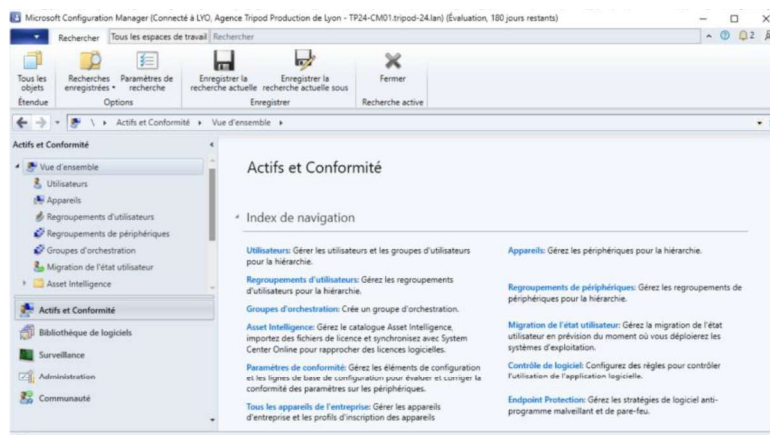 Microsoft Configuration Manager (Connecté à LYO, Agence Tripod Production de Lyon - TP24-CM01.tripod-24.lan) (Évaluation, 180 jours restants)
Rechercher
Tous les espaces de travail
Rechercher
2
Tous les objets
Recherches enregistrées
Paramètres de recherche
Enregistrer la recherche actuelle
Enregistrer la recherche actuelle sous
Fermer
Étendue
Options
Enregistrer
Recherche active
\ Actifs et Conformité Vue d'ensemble
Actifs et Conformité
Vue d'ensemble
Utilisateurs
Appareils
Regroupements d'utilisateurs
Regroupements de périphériques
Groupes d'orchestration
Migration de l'état utilisateur
Asset Intelligence
Actifs et Conformité
Bibliothèque de logiciels
Surveillance
Administration
Communauté
Actifs et Conformité
Index de navigation
Utilisateurs: Gérer les utilisateurs et les groupes d'utilisateurs
pour la hiérarchie.
Regroupements d'utilisateurs: Gérez les regroupements
d'utilisateurs pour la hiérarchie.
Groupes d'orchestration: Crée un groupe d'orchestration.
Asset Intelligence: Gérez le catalogue Asset Intelligence,
importez des fichiers de licence et synchronisez avec System
Center Online pour rapprocher des licences logicielles.
Paramètres de conformité: Gérez les éléments de configuration
et les lignes de base de configuration pour évaluer et corriger la
conformité des paramètres sur les périphériques.
Tous les appareils de l'entreprise: Gérer les appareils
d'entreprise et les profils d'inscription des appareils
Appareils: Gérez les périphériques pour la hiérarchie.
Regroupements de périphériques: Gérez les regroupements de
périphériques pour la hiérarchie.
Migration de l'état utilisateur: Gérez la migration de l'état
utilisateur en prévision du moment où vous déploierez les
systèmes d'exploitation.
Contrôle de logiciel: Configurez des règles pour contrôler
l'utilisation de l'application logicielle.
Endpoint Protection: Gérez les stratégies de logiciel anti-
programme malveillant et de pare-feu.